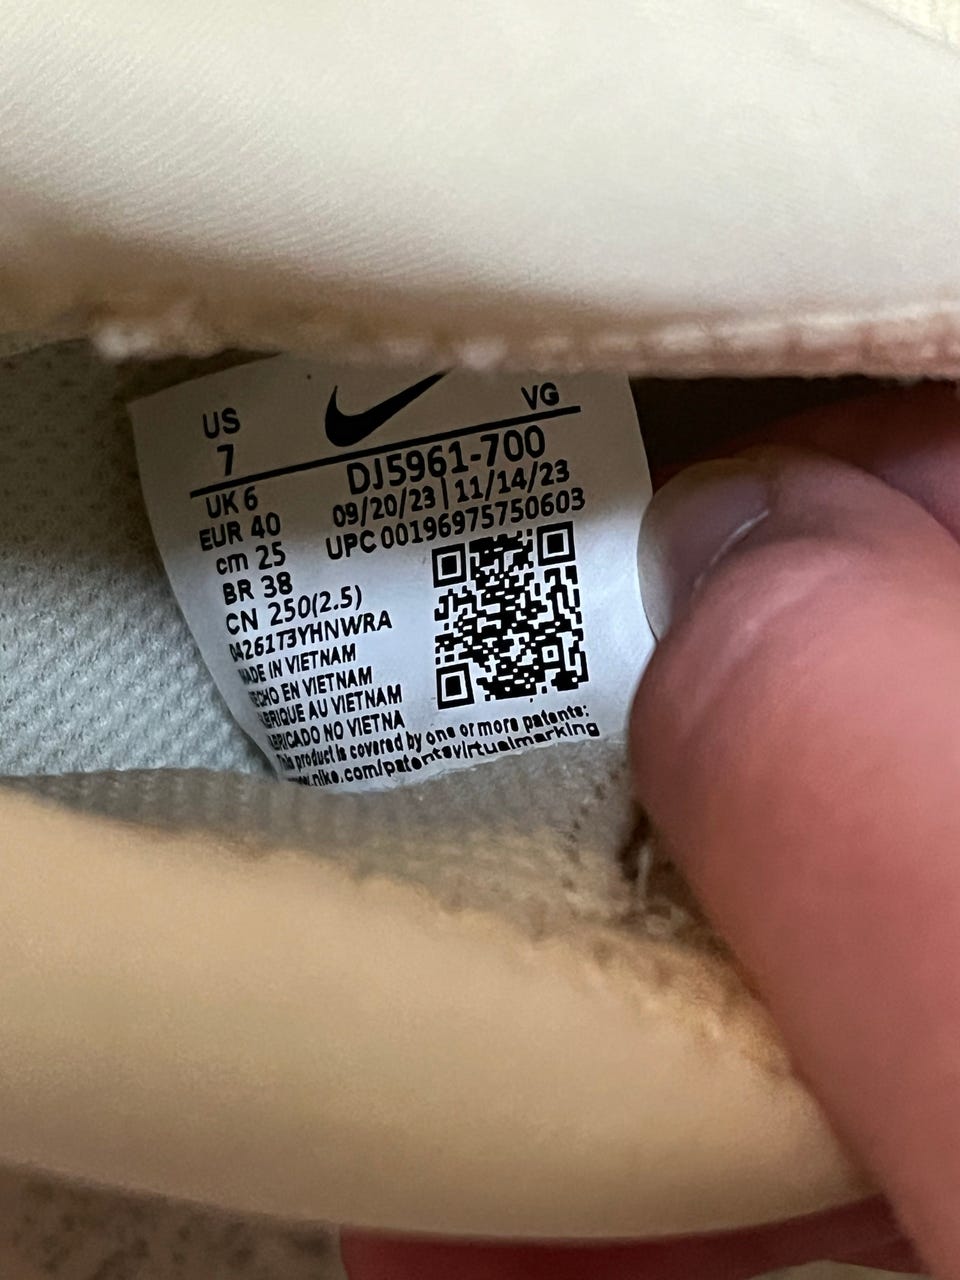 US
7
VG
DJ5961-700
UK 6
09/20/23 | 11/14/23
EUR 40
UPC 00196975750603
cm 25
BR 38
CN 250(2.5)
0426173YHNWRA
MADE IN VIETNAM
HECHO EN VIETNAM
FABRIQUE AU VIETNAM
FABRICADO NO VIETNA
This product is covered by one or more patents:
www.nike.com/patentsvirtualmarking